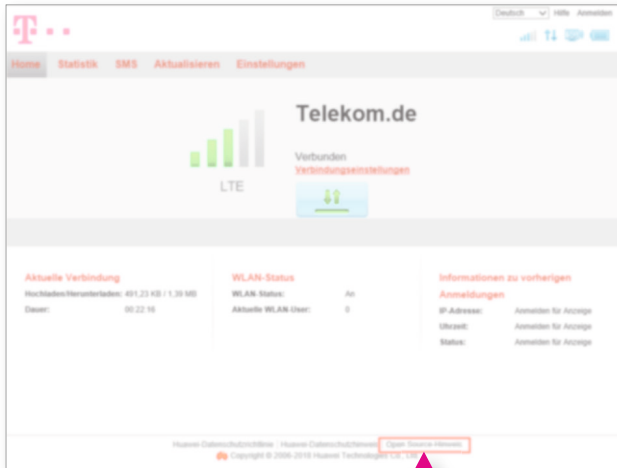 Deutsch Hilfe Anmelden
T
Home Statistik SMS Aktualisieren Einstellungen
Telekom.de
Verbunden
Verbindungseinstellungen
LTE
Aktuelle Verbindung
Hochladen/Herunterladen: 491,23 KB / 1,39 MB
Dauer: 00:22:16
WLAN-Status
WLAN-Status: An
Aktuelle WLAN-User: 0
Informationen zu vorherigen
Anmeldungen
IP-Adresse: Anmelden für Anzeige
Uhrzeit: Anmelden für Anzeige
Status: Anmelden für Anzeige
Huawei-Datenschutzrichtlinie | Huawei-Datenschutzhinweis | Open Source-Hinweis
Copyright © 2006-2018 Huawei Technologies Co., Ltd.